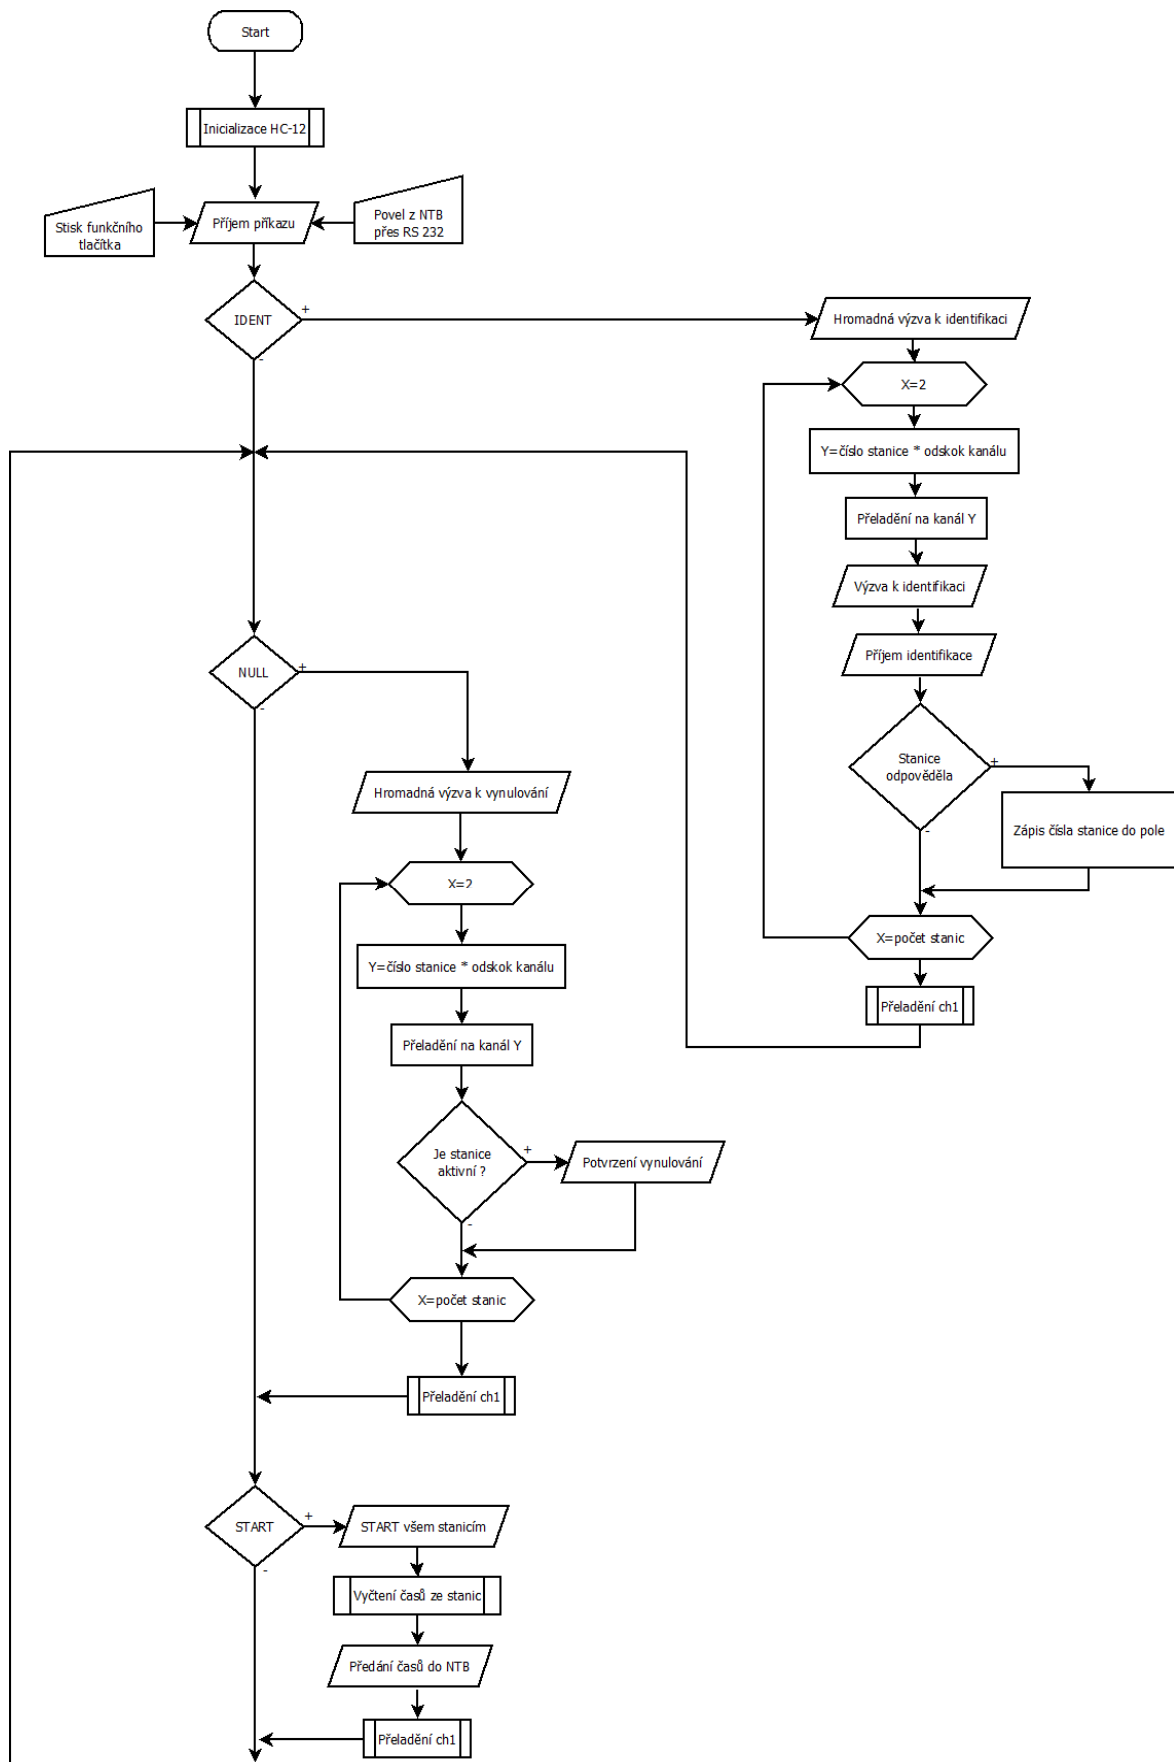 Start
Inicializace HC-12
Stisk funkčního
tlačítka
Příjem příkazu
Povel z NTB
přes RS 232
IDENT
+
-
Hromadná výzva k identifikaci
X=2
Y=číslo stanice * odskok kanálu
Přeladění na kanál Y
Výzva k identifikaci
Příjem identifikace
Stanice
odpověděla
+
-
Zápis čísla stanice do pole
X=počet stanic
Přeladění ch1
NULL
+
-
Hromadná výzva k vynulování
X=2
Y=číslo stanice * odskok kanálu
Přeladění na kanál Y
Je stanice
aktivní ?
+
-
Potvrzení vynulování
X=počet stanic
Přeladění ch1
START
+
-
START všem stanicím
Vyčtení časů ze stanic
Předání časů do NTB
Přeladění ch1